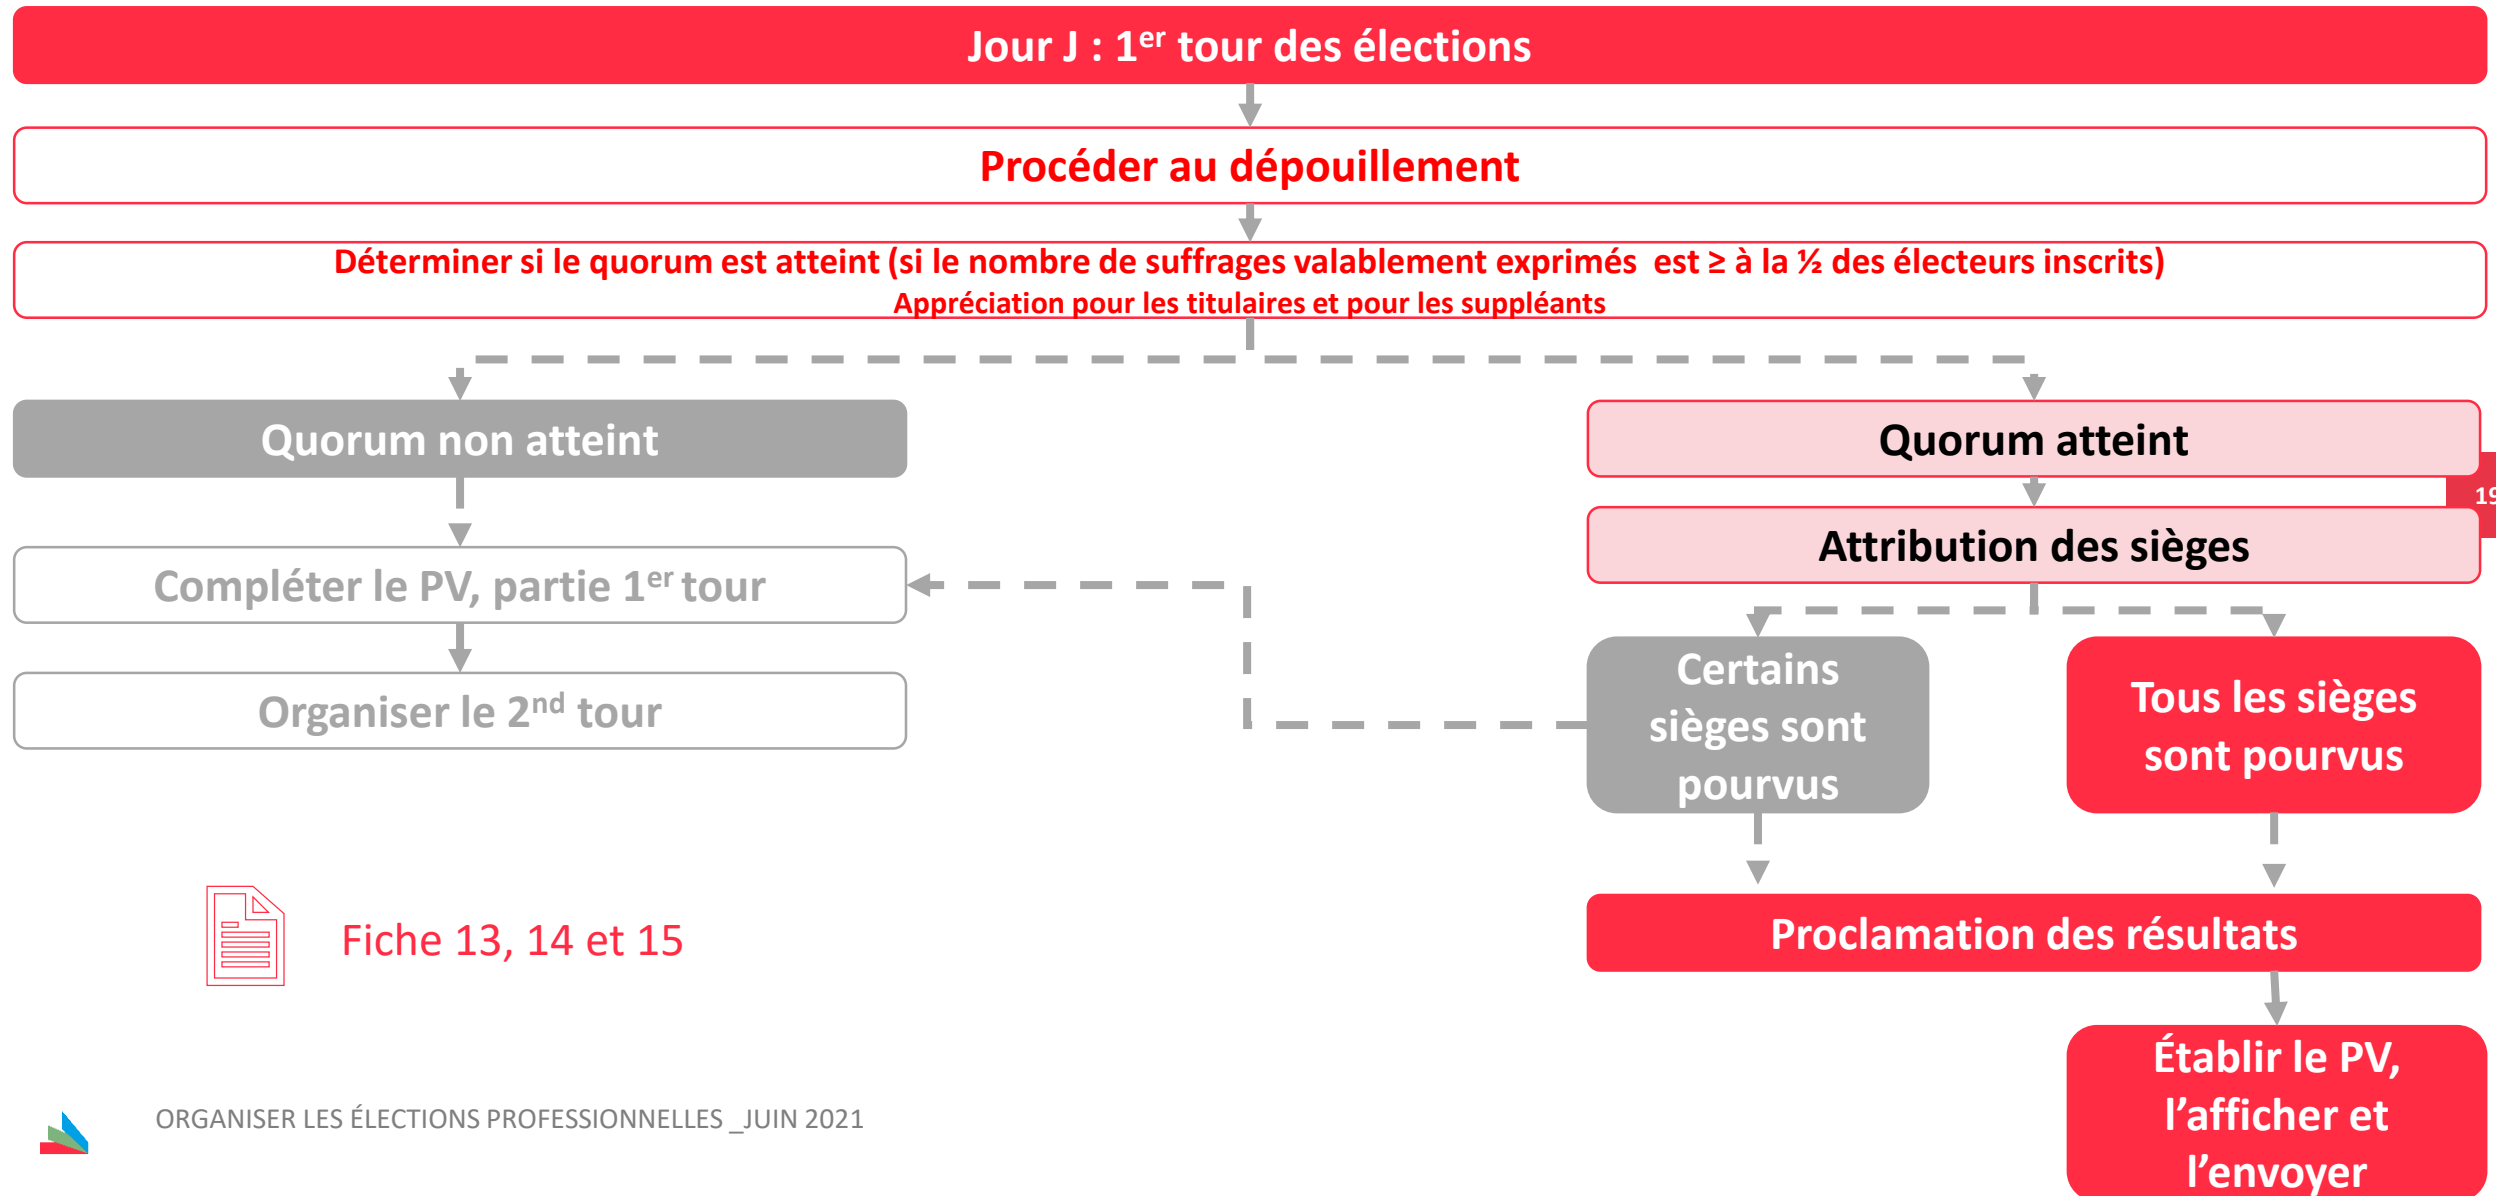 Jour J : 1er tour des élections
Procéder au dépouillement
Déterminer si le quorum est atteint (si le nombre de suffrages valablement exprimés est ≥ à la ½ des électeurs inscrits)
Appréciation pour les titulaires et pour les suppléants
Quorum non atteint
Compléter le PV, partie 1er tour
Organiser le 2nd tour
Quorum atteint
19
Attribution des sièges
Certains
sièges sont
pourvus
Tous les sièges
sont pourvus
Proclamation des résultats
Établir le PV,
l’afficher et
l’envoyer
Fiche 13, 14 et 15
ORGANISER LES ÉLECTIONS PROFESSIONNELLES _JUIN 2021